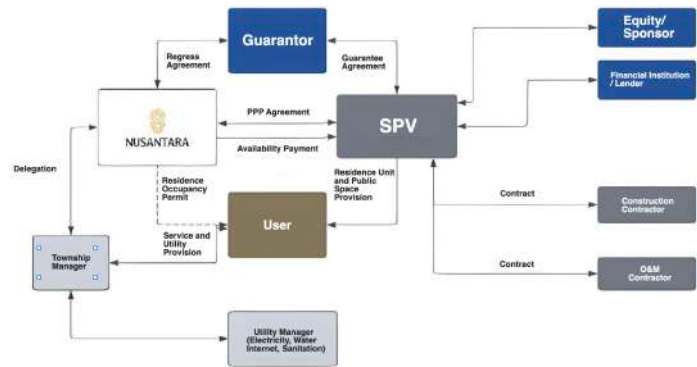 Guarantor
Equity/
Sponsor
Regress
Agreement
Guarantee
Agreement
Financial Institution
/ Lender
NUSANTARA
PPP Agreement
SPV
Availability Payment
Delegation
Residence
Occupancy
Permit
Residence Unit
and Public
Space
Provision
User
Contract
Construction
Contractor
Service and
Utility
Provision
Township
Manager
Contract
O&M
Contractor
Utility Manager
(Electricity, Water
Internet, Sanitation)